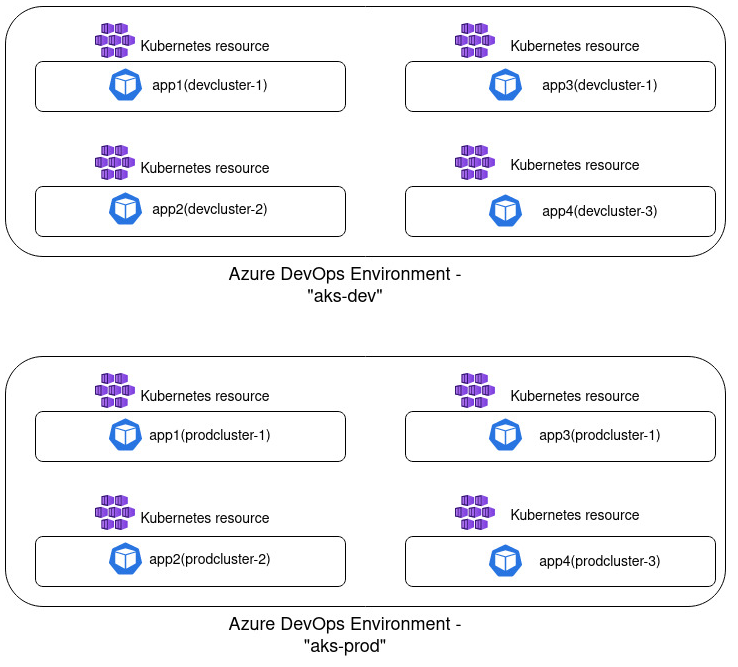 Kubernetes resource
app1(devcluster-1)
Kubernetes resource
app3(devcluster-1)
Kubernetes resource
app2(devcluster-2)
Kubernetes resource
app4(devcluster-3)
Azure DevOps Environment -
"aks-dev"
Kubernetes resource
app1(prodcluster-1)
Kubernetes resource
app3(prodcluster-1)
Kubernetes resource
app2(prodcluster-2)
Kubernetes resource
app4(prodcluster-3)
Azure DevOps Environment -
"aks-prod"